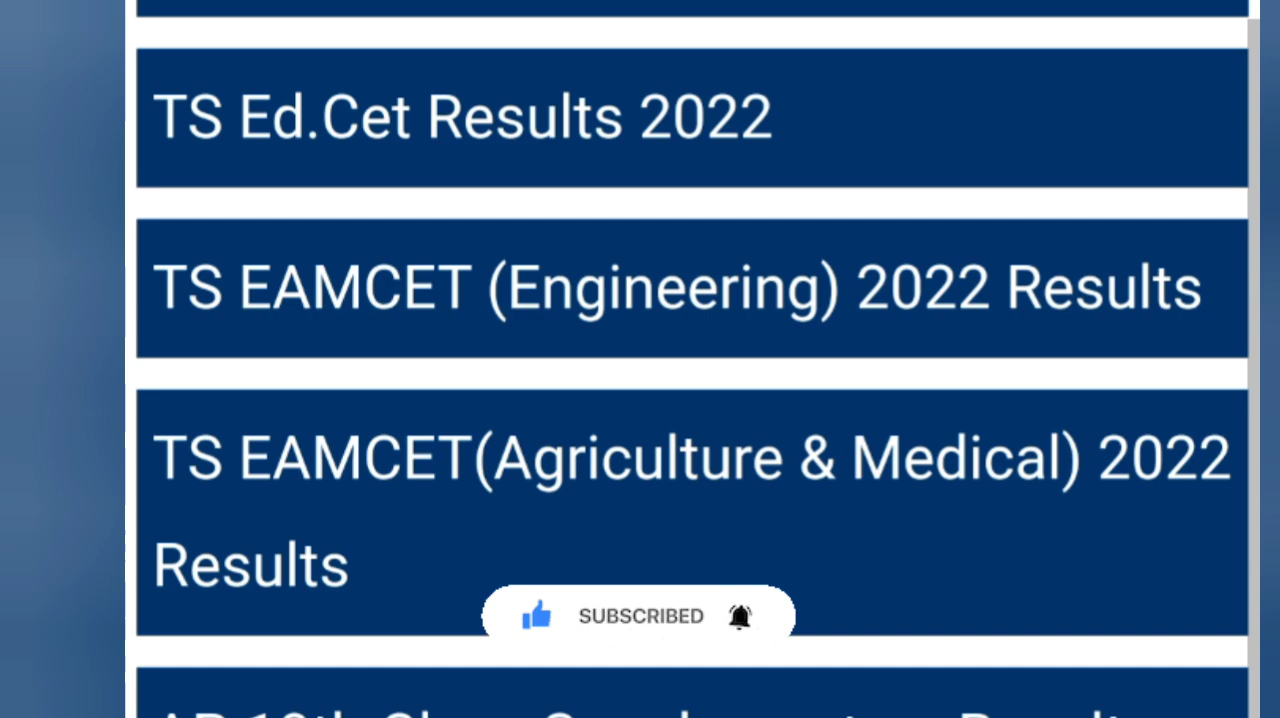 TS Ed.Cet Results 2022
TS EAMCET (Engineering) 2022 Results
TS EAMCET(Agriculture & Medical) 2022
Results
SUBSCRIBED